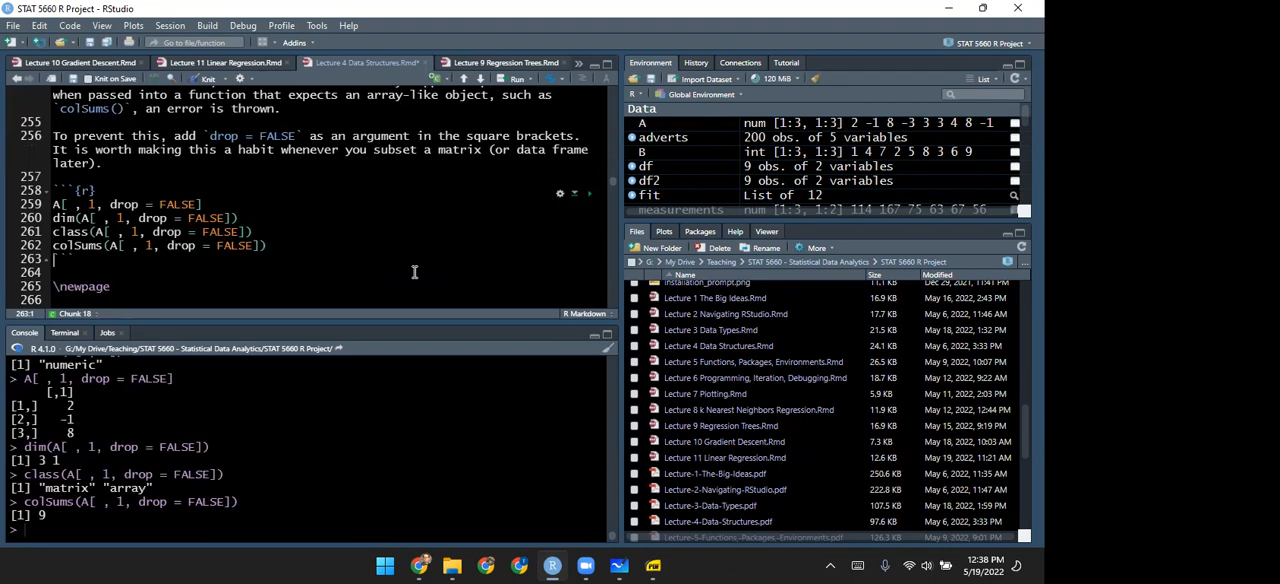 STAT 5660 R Project - RStudio
File Edit Code View Plots Session Build Debug Profile Tools Help
Go to file/function Addins STAT 5660 R Project
Lecture 10 Gradient Descent.Rmd Lecture 11 Linear Regression.Rmd Lecture 4 Data Structures.Rmd* Lecture 9 Regression Trees.Rmd
Knit on Save Knit Run
when passed into a function that expects an array-like object, such as
`colSums()`, an error is thrown.
255
256 To prevent this, add `drop = FALSE` as an argument in the square brackets.
It is worth making this a habit whenever you subset a matrix (or data frame
later).
257
258 ```{r}
259 A[ , 1, drop = FALSE]
260 dim(A[ , 1, drop = FALSE])
261 class(A[ , 1, drop = FALSE])
262 colSums(A[ , 1, drop = FALSE])
263 ```
264
265 \newpage
266
263:1 Chunk 18 R Markdown
Console Terminal Jobs
R 4.1.0 · G:/My Drive/Teaching/STAT 5660 - Statistical Data Analytics/STAT 5660 R Project/
[1] "numeric"
> A[ , 1, drop = FALSE]
[,1]
[1,] 2
[2,] -1
[3,] 8
> dim(A[ , 1, drop = FALSE])
[1] 3 1
> class(A[ , 1, drop = FALSE])
[1] "matrix" "array"
> colSums(A[ , 1, drop = FALSE])
[1] 9
>
Environment History Connections Tutorial
Import Dataset 120 MiB List
R Global Environment
Data
A num [1:3, 1:3] 2 -1 8 -3 3 3 4 8 -1
adverts 200 obs. of 5 variables
B int [1:3, 1:3] 1 4 7 2 5 8 3 6 9
df 9 obs. of 2 variables
df2 9 obs. of 2 variables
fit List of 12
measurements num [1:3, 1:2] 114 167 75 63 67 56
Files Plots Packages Help Viewer
New Folder Delete Rename More
G: My Drive Teaching STAT 5660 - Statistical Data Analytics STAT 5660 R Project
Name Size Modified
installation_prompt.png 11.1 KB Dec 29, 2021, 11:41 PM
Lecture 1 The Big Ideas.Rmd 16.9 KB May 16, 2022, 2:43 PM
Lecture 2 Navigating RStudio.Rmd 17.7 KB May 6, 2022, 11:46 AM
Lecture 3 Data Types.Rmd 21.5 KB May 18, 2022, 1:32 PM
Lecture 4 Data Structures.Rmd 24.1 KB May 6, 2022, 3:33 PM
Lecture 5 Functions, Packages, Environments.Rmd 26.5 KB May 9, 2022, 10:07 PM
Lecture 6 Programming, Iteration, Debugging.Rmd 18.7 KB May 12, 2022, 9:22 AM
Lecture 7 Plotting.Rmd 5.9 KB May 11, 2022, 2:03 PM
Lecture 8 k Nearest Neighbors Regression.Rmd 11.9 KB May 12, 2022, 12:44 PM
Lecture 9 Regression Trees.Rmd 16.9 KB May 15, 2022, 9:19 PM
Lecture 10 Gradient Descent.Rmd 7.3 KB May 18, 2022, 10:03 AM
Lecture 11 Linear Regression.Rmd 12.6 KB May 19, 2022, 11:21 AM
Lecture-1-The-Big-Ideas.pdf 250.6 KB May 6, 2022, 11:35 AM
Lecture-2-Navigating-RStudio.pdf 222.8 KB May 6, 2022, 11:47 AM
Lecture-3-Data-Types.pdf 107.5 KB May 18, 2022, 1:59 PM
Lecture-4-Data-Structures.pdf 97.6 KB May 6, 2022, 3:33 PM
Lecture-5-Functions,-Packages,-Environments.pdf 126.3 KB May 9, 2022, 9:01 PM
12:38 PM
5/19/2022